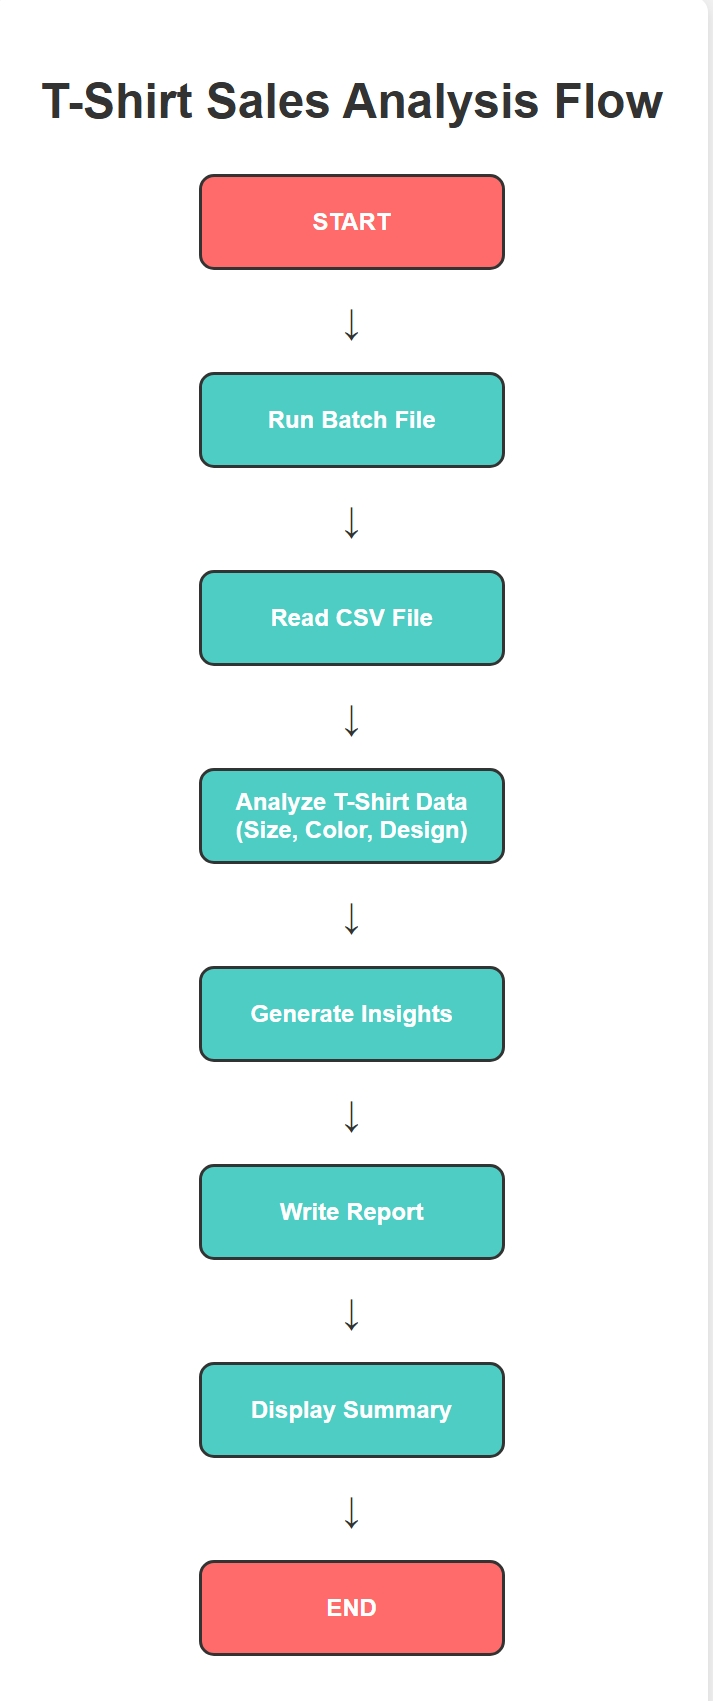 T-Shirt Sales Analysis Flow
START
↓
Run Batch File
↓
Read CSV File
↓
Analyze T-Shirt Data
(Size, Color, Design)
↓
Generate Insights
↓
Write Report
↓
Display Summary
↓
END